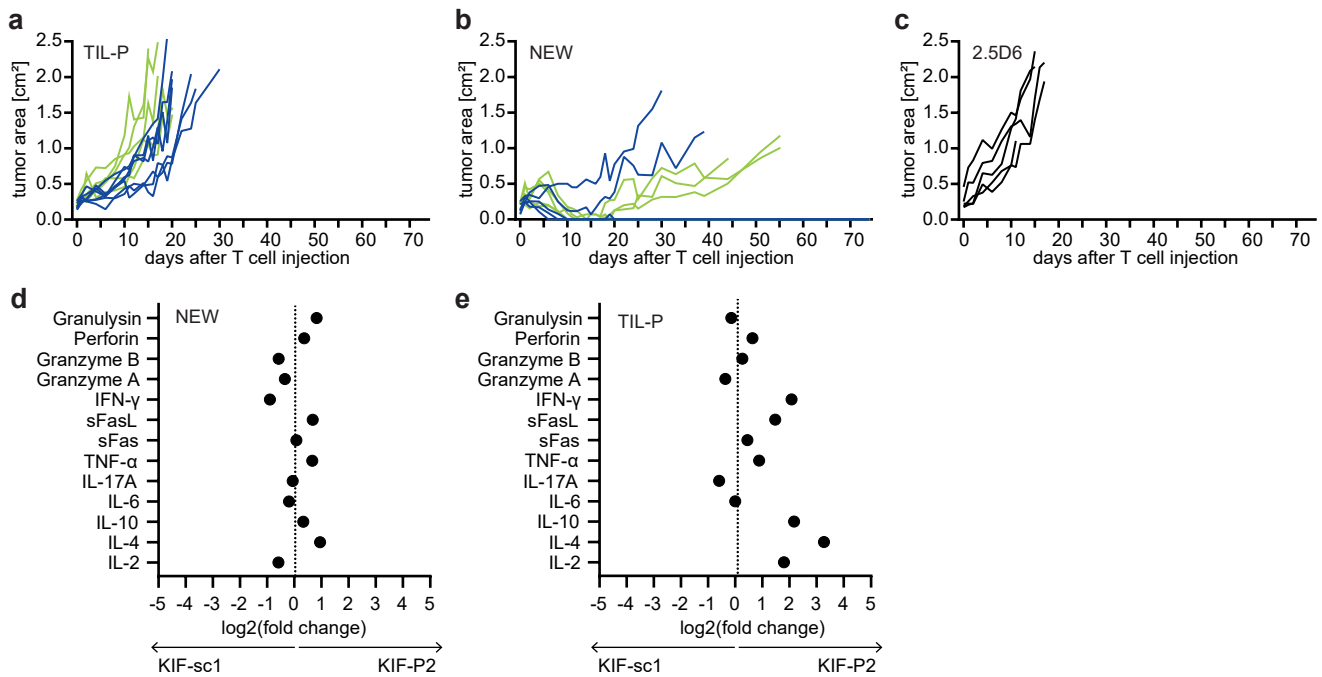 a
TIL-P
tumor area [cm²]
2.5
2.0
1.5
1.0
0.5
0.0
0 10 20 30 40 50 60 70
days after T cell injection
b
NEW
tumor area [cm²]
2.5
2.0
1.5
1.0
0.5
0.0
0 10 20 30 40 50 60 70
days after T cell injection
c
2.5D6
tumor area [cm²]
2.5
2.0
1.5
1.0
0.5
0.0
0 10 20 30 40 50 60 70
days after T cell injection
d
NEW
Granulysin
Perforin
Granzyme B
Granzyme A
IFN-γ
sFasL
sFas
TNF-α
IL-17A
IL-6
IL-10
IL-4
IL-2
-5 -4 -3 -2 -1 0 1 2 3 4 5
log2(fold change)
KIF-sc1 KIF-P2
e
TIL-P
Granulysin
Perforin
Granzyme B
Granzyme A
IFN-γ
sFasL
sFas
TNF-α
IL-17A
IL-6
IL-10
IL-4
IL-2
-5 -4 -3 -2 -1 0 1 2 3 4 5
log2(fold change)
KIF-sc1 KIF-P2